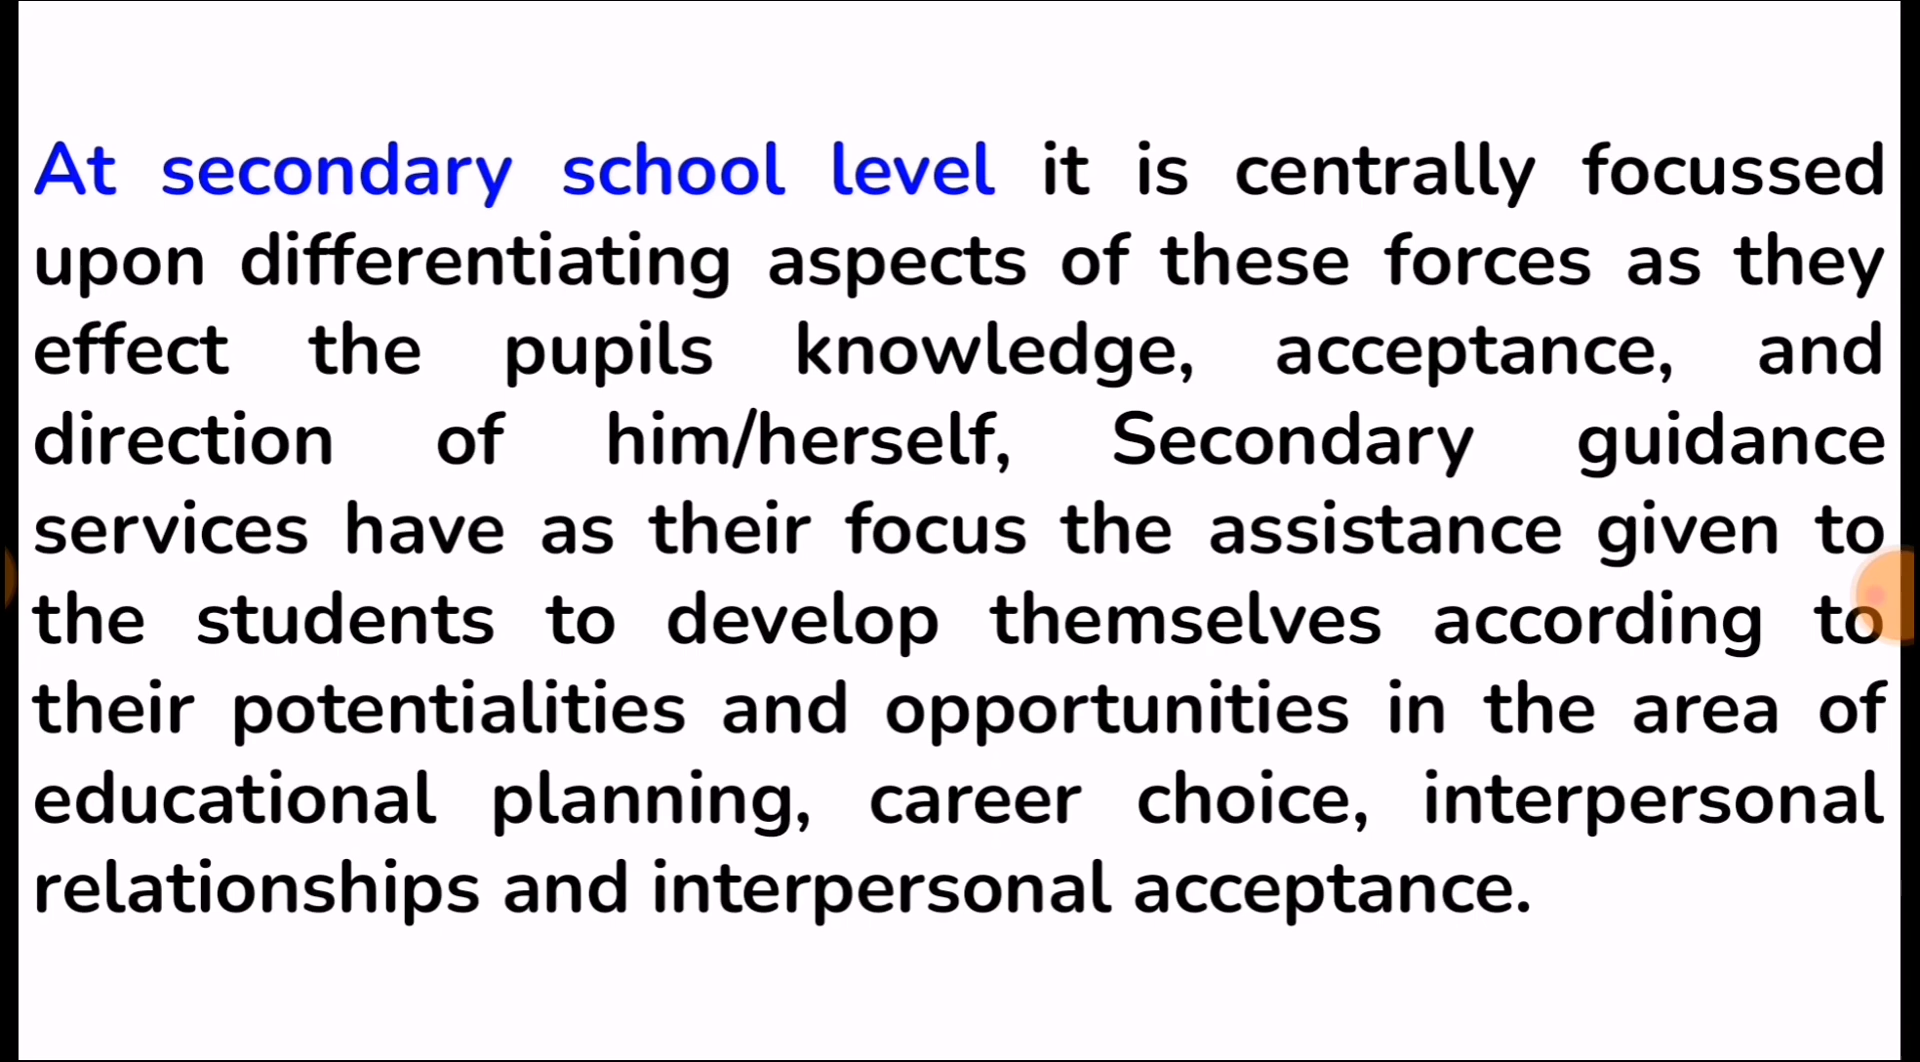 At secondary school level it is centrally focussed
upon differentiating aspects of these forces as they
effect the pupils knowledge, acceptance, and
direction of him/herself, Secondary guidance
services have as their focus the assistance given to
the students to develop themselves according to
their potentialities and opportunities in the area of
educational planning, career choice, interpersonal
relationships and interpersonal acceptance.